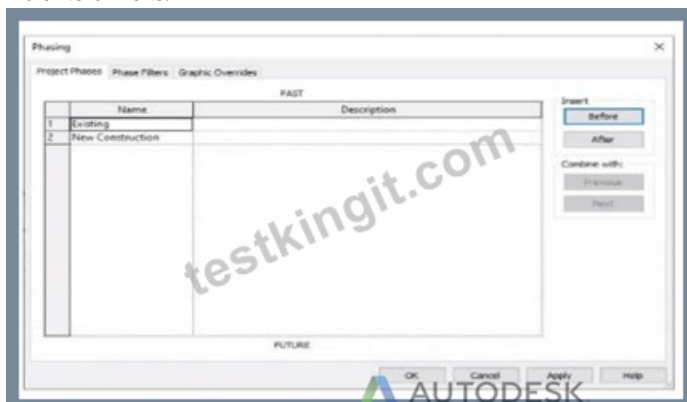 Phasing
Project Phases Phase Filters Graphic Overrides
PAST
Name Description
1 Existing
2 New Construction
Insert
Before
After
Combine with:
Previous
Next
testkingit.com
FUTURE
OK Cancel Apply Help
AUTODESK